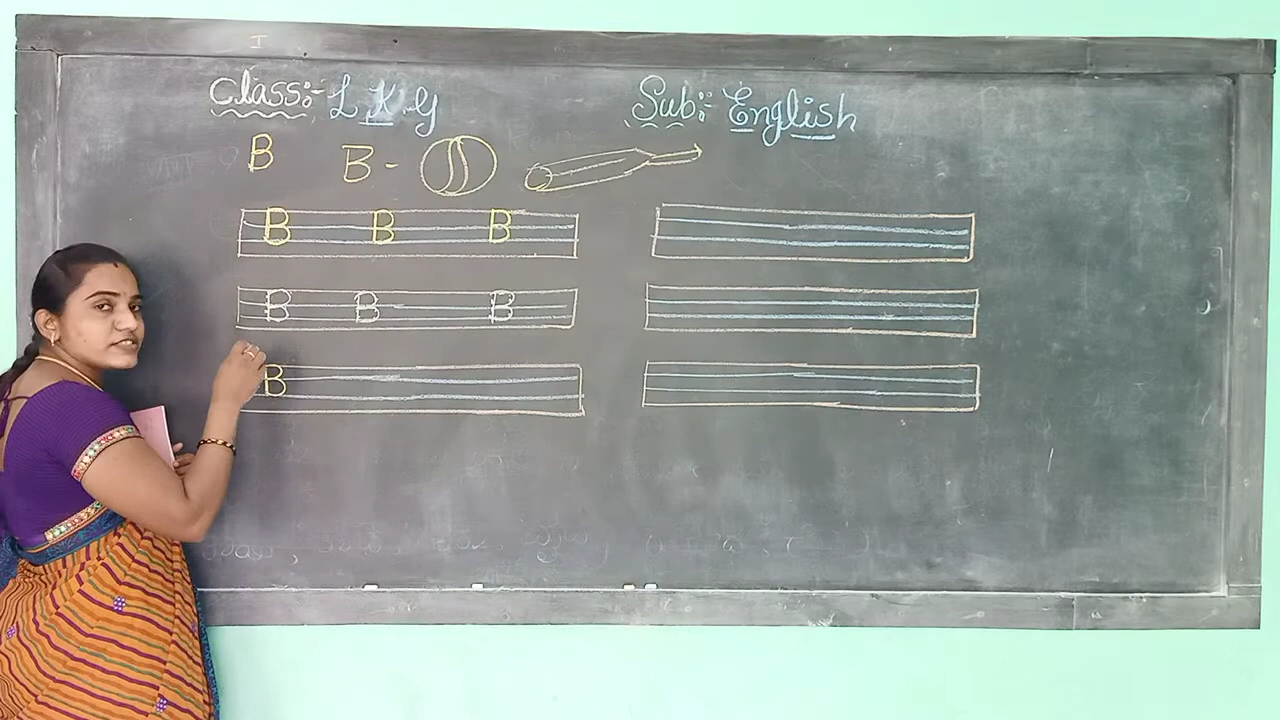 I
Class:- L K G
Sub:- English
B B -
B B B
B B B
B